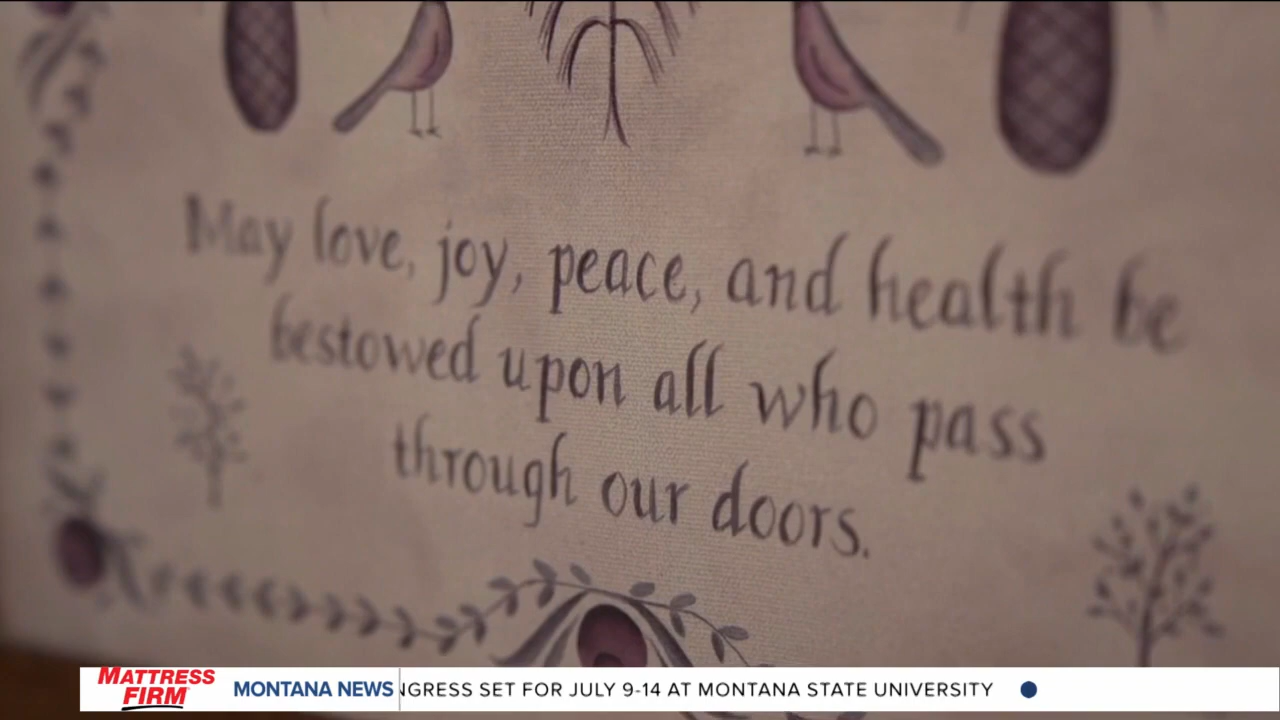 May love, joy, peace, and health be
bestowed upon all who pass
through our doors.
MATTRESS
FIRM
MONTANA NEWS
NGRESS SET FOR JULY 9-14 AT MONTANA STATE UNIVERSITY